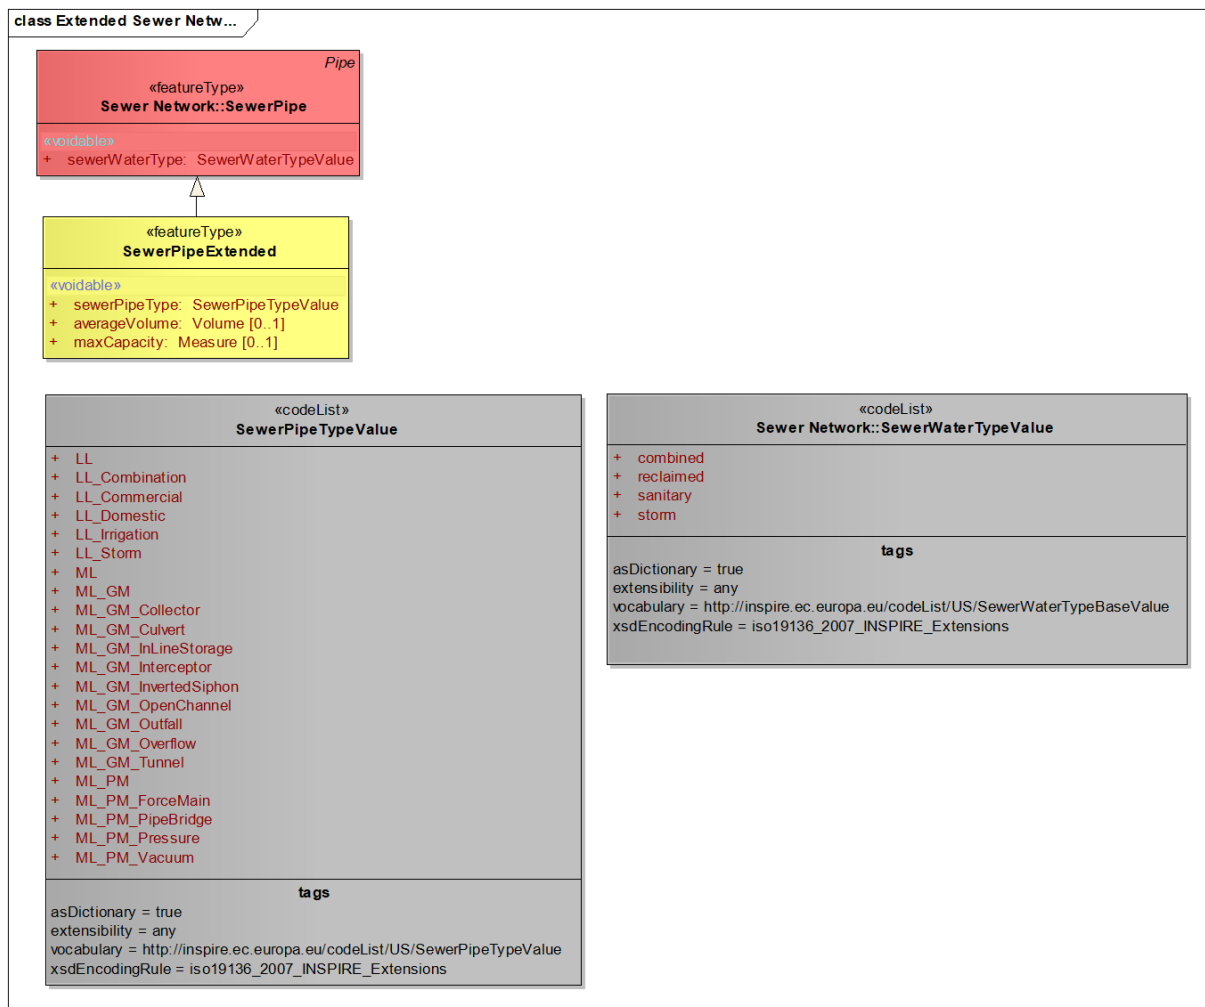 class Extended Sewer Netw...
Pipe
«featureType»
Sewer Network::SewerPipe
«voidable»
+ sewerWaterType: SewerWaterTypeValue
«featureType»
SewerPipeExtended
«voidable»
+ sewerPipeType: SewerPipeTypeValue
+ averageVolume: Volume [0..1]
+ maxCapacity: Measure [0..1]
«codeList»
SewerPipeTypeValue
+ LL
+ LL_Combination
+ LL_Commercial
+ LL_Domestic
+ LL_Irrigation
+ LL_Storm
+ ML
+ ML_GM
+ ML_GM_Collector
+ ML_GM_Culvert
+ ML_GM_InLineStorage
+ ML_GM_Interceptor
+ ML_GM_InvertedSiphon
+ ML_GM_OpenChannel
+ ML_GM_Outfall
+ ML_GM_Overflow
+ ML_GM_Tunnel
+ ML_PM
+ ML_PM_ForceMain
+ ML_PM_PipeBridge
+ ML_PM_Pressure
+ ML_PM_Vacuum
tags
asDictionary = true
extensibility = any
vocabulary = http://inspire.ec.europa.eu/codeList/US/SewerPipeTypeValue
xsdEncodingRule = iso19136_2007_INSPIRE_Extensions
«codeList»
Sewer Network::SewerWaterTypeValue
+ combined
+ reclaimed
+ sanitary
+ storm
tags
asDictionary = true
extensibility = any
vocabulary = http://inspire.ec.europa.eu/codeList/US/SewerWaterTypeBaseValue
xsdEncodingRule = iso19136_2007_INSPIRE_Extensions